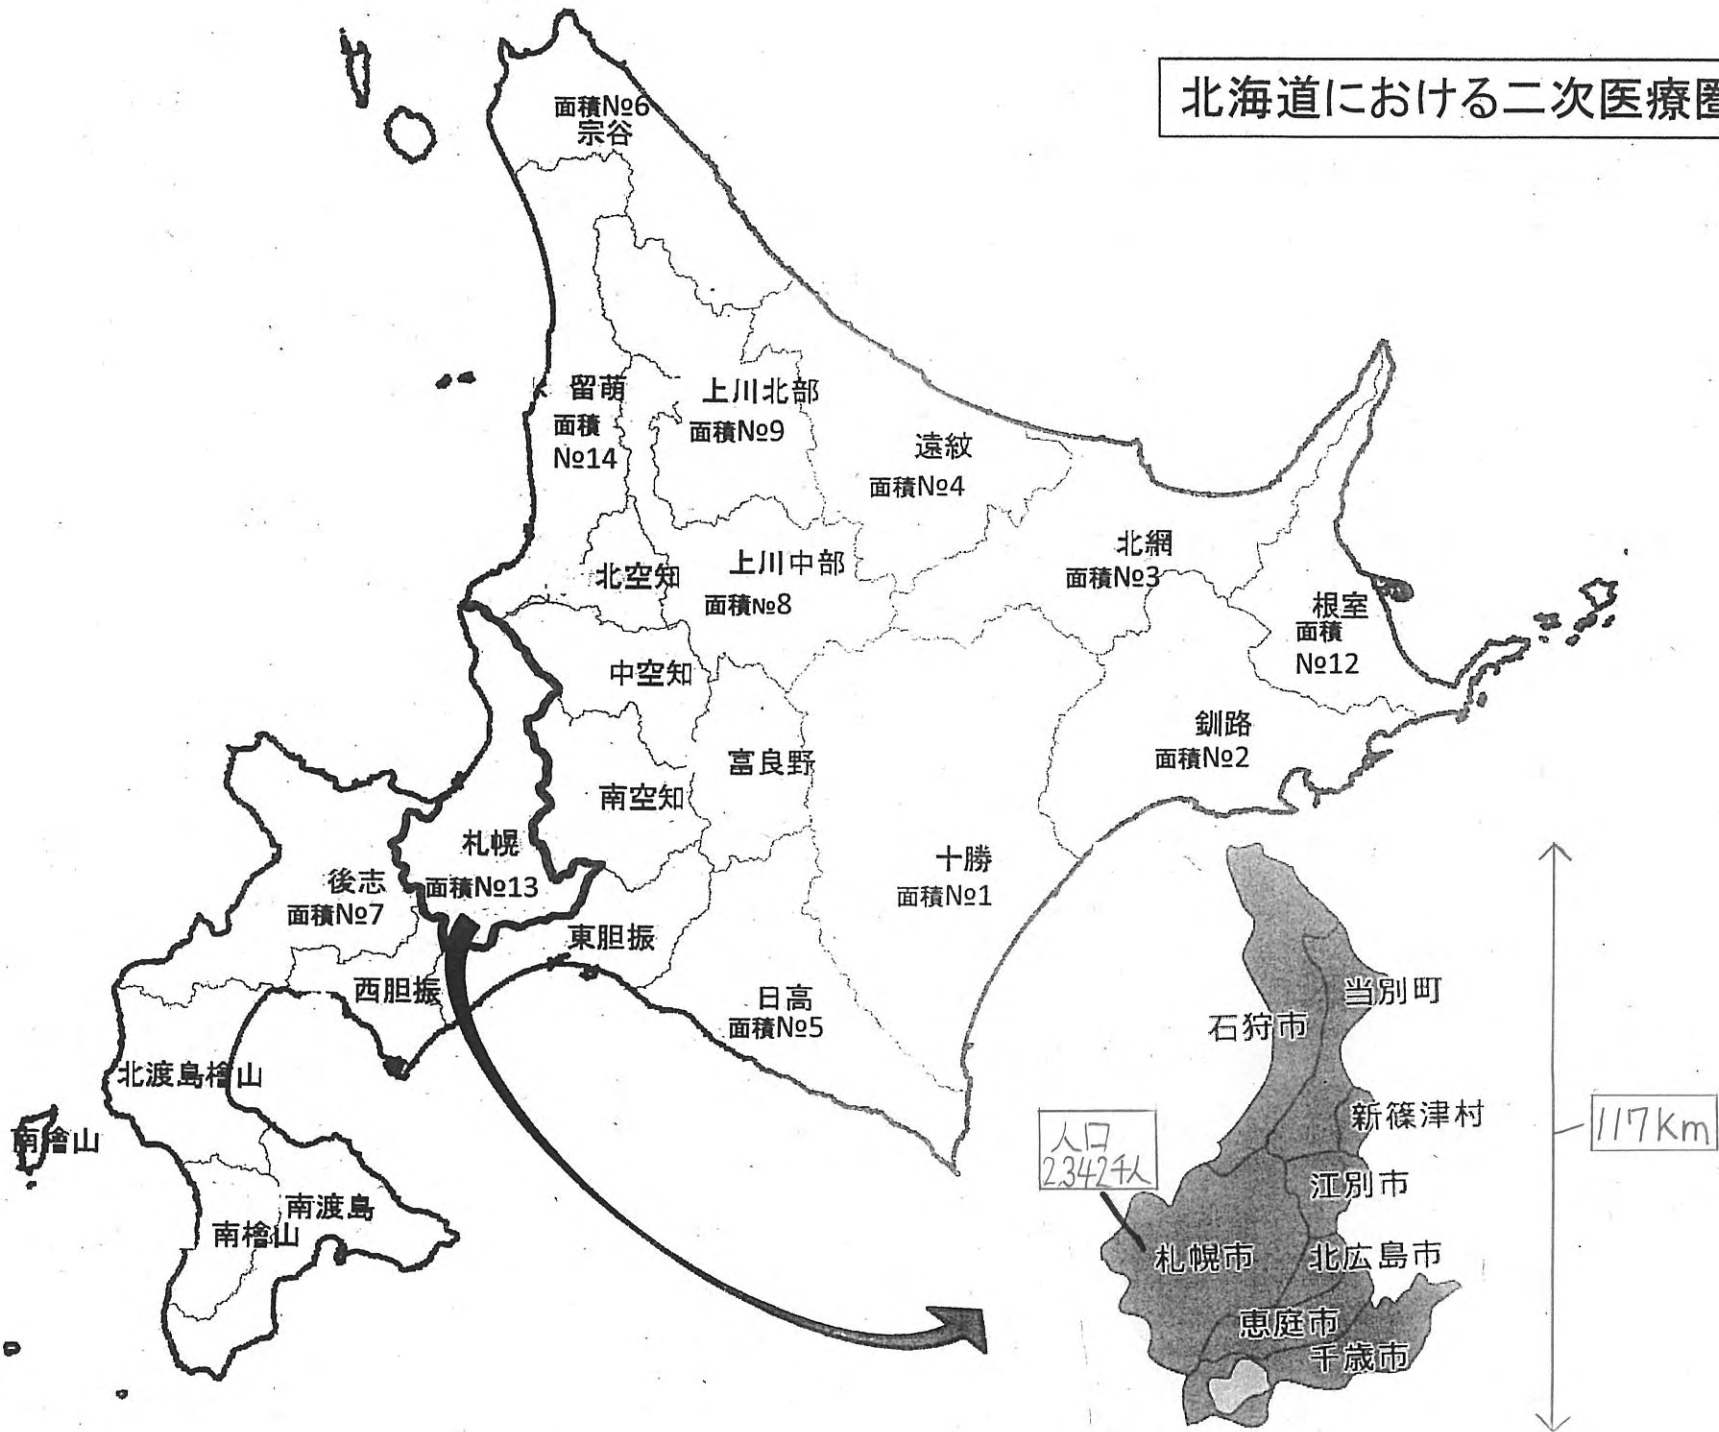 北海道における二次医療圏
面積№6
宗谷
留萌
面積
№14
上川北部
面積№9
遠紋
面積№4
北網
面積№3
北空知
上川中部
面積№8
根室
面積
№12
中空知
釧路
面積№2
富良野
南空知
札幌
面積№13
十勝
面積№1
後志
面積№7
東胆振
西胆振
日高
面積№5
北渡島檜山
南檜山
南渡島
南檜山
当別町
石狩市
新篠津村
人口
2342千人
117Km
江別市
札幌市
北広島市
恵庭市
千歳市